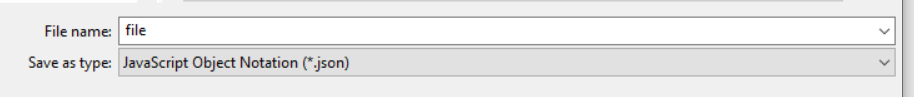 File name: file
Save as type: JavaScript Object Notation (*.json)